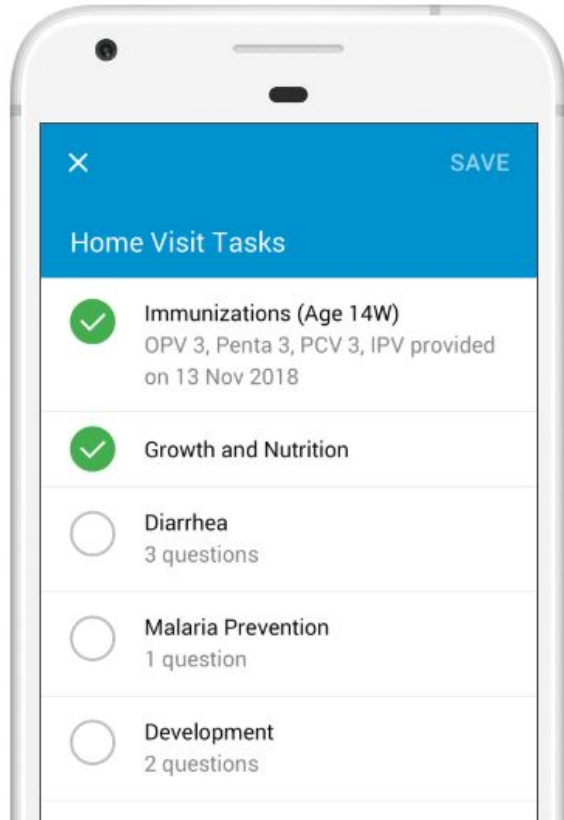 SAVE
Home Visit Tasks
Immunizations (Age 14W)
OPV 3, Penta 3, PCV 3, IPV provided
on 13 Nov 2018
Growth and Nutrition
Diarrhea
3 questions
Malaria Prevention
1 question
Development
2 questions